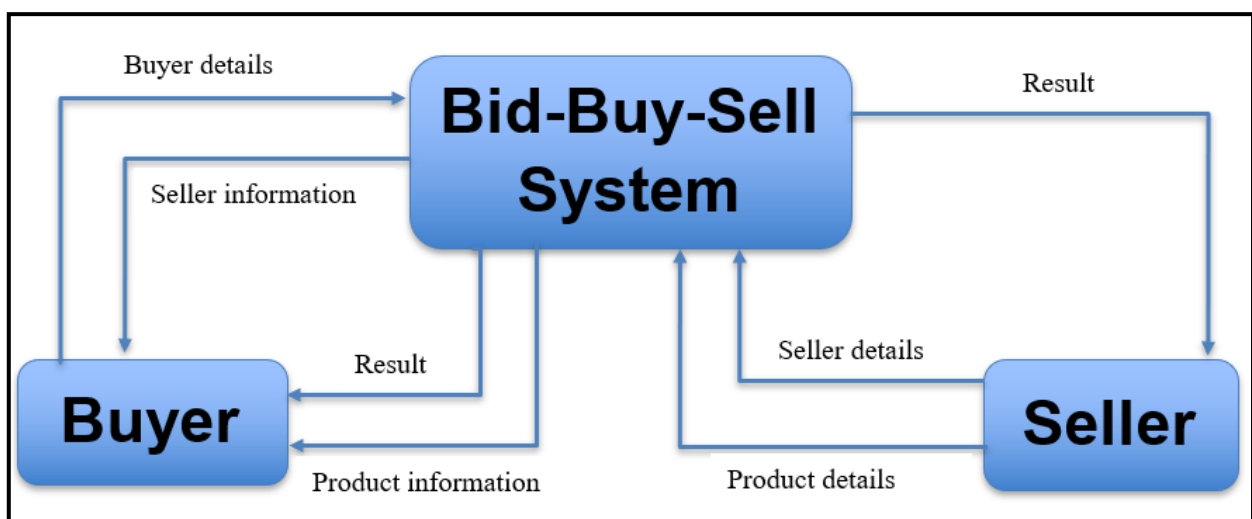 Buyer details
Bid-Buy-Sell
System
Result
Seller information
Result
Seller details
Buyer
Seller
Product information
Product details